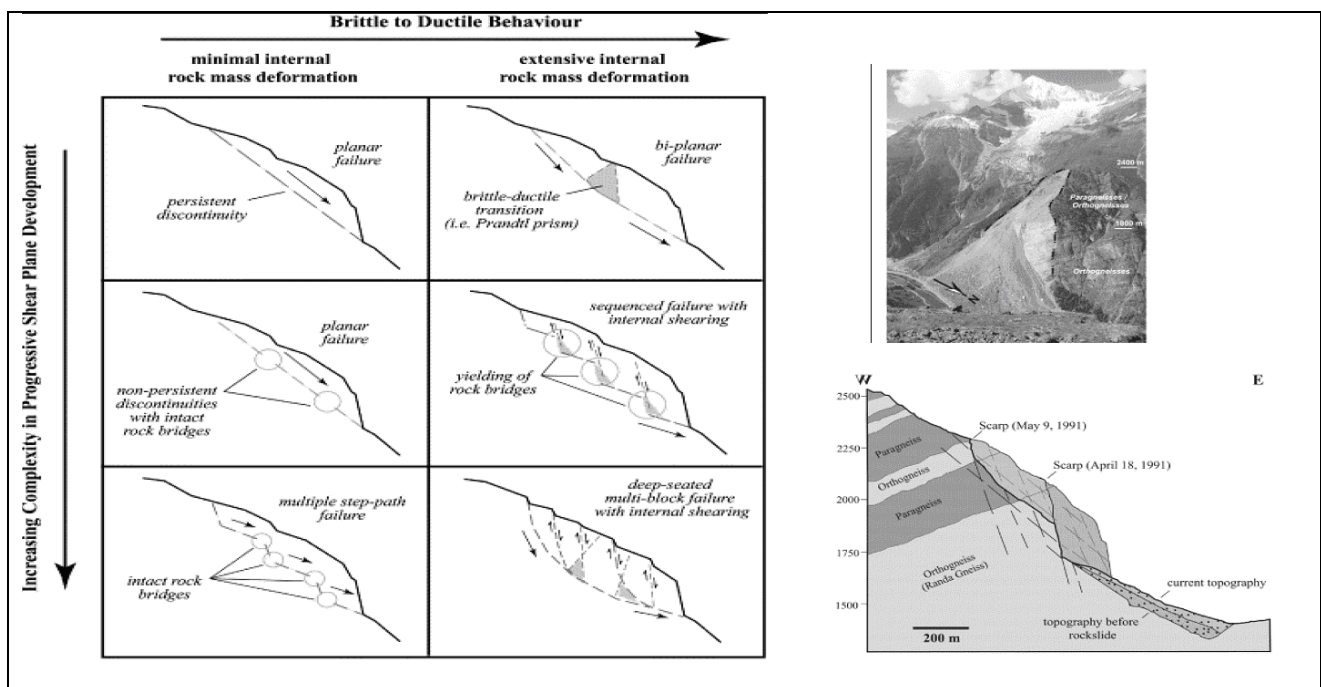 Brittle to Ductile Behaviour
minimal internal
rock mass deformation
extensive internal
rock mass deformation
Increasing Complexity in Progressive Shear Plane Development
planar
failure
persistent
discontinuity
bi-planar
failure
brittle-ductile
transition
(i.e. Prandtl prism)
planar
failure
non-persistent
discontinuities
with intact
rock bridges
sequenced failure with
internal shearing
yielding of
rock bridges
multiple step-path
failure
intact rock
bridges
deep-seated
multi-block failure
with internal shearing
2400 m
Paragneisses /
Orthogneisses
Orthogneisses
N
W
E
2500
2250
2000
1750
1500
Scarp (May 9, 1991)
Scarp (April 18, 1991)
Paragneiss
Orthogneiss
Paragneiss
Orthogneiss
(Randa Gneiss)
current topography
topography before
rockslide
200 m